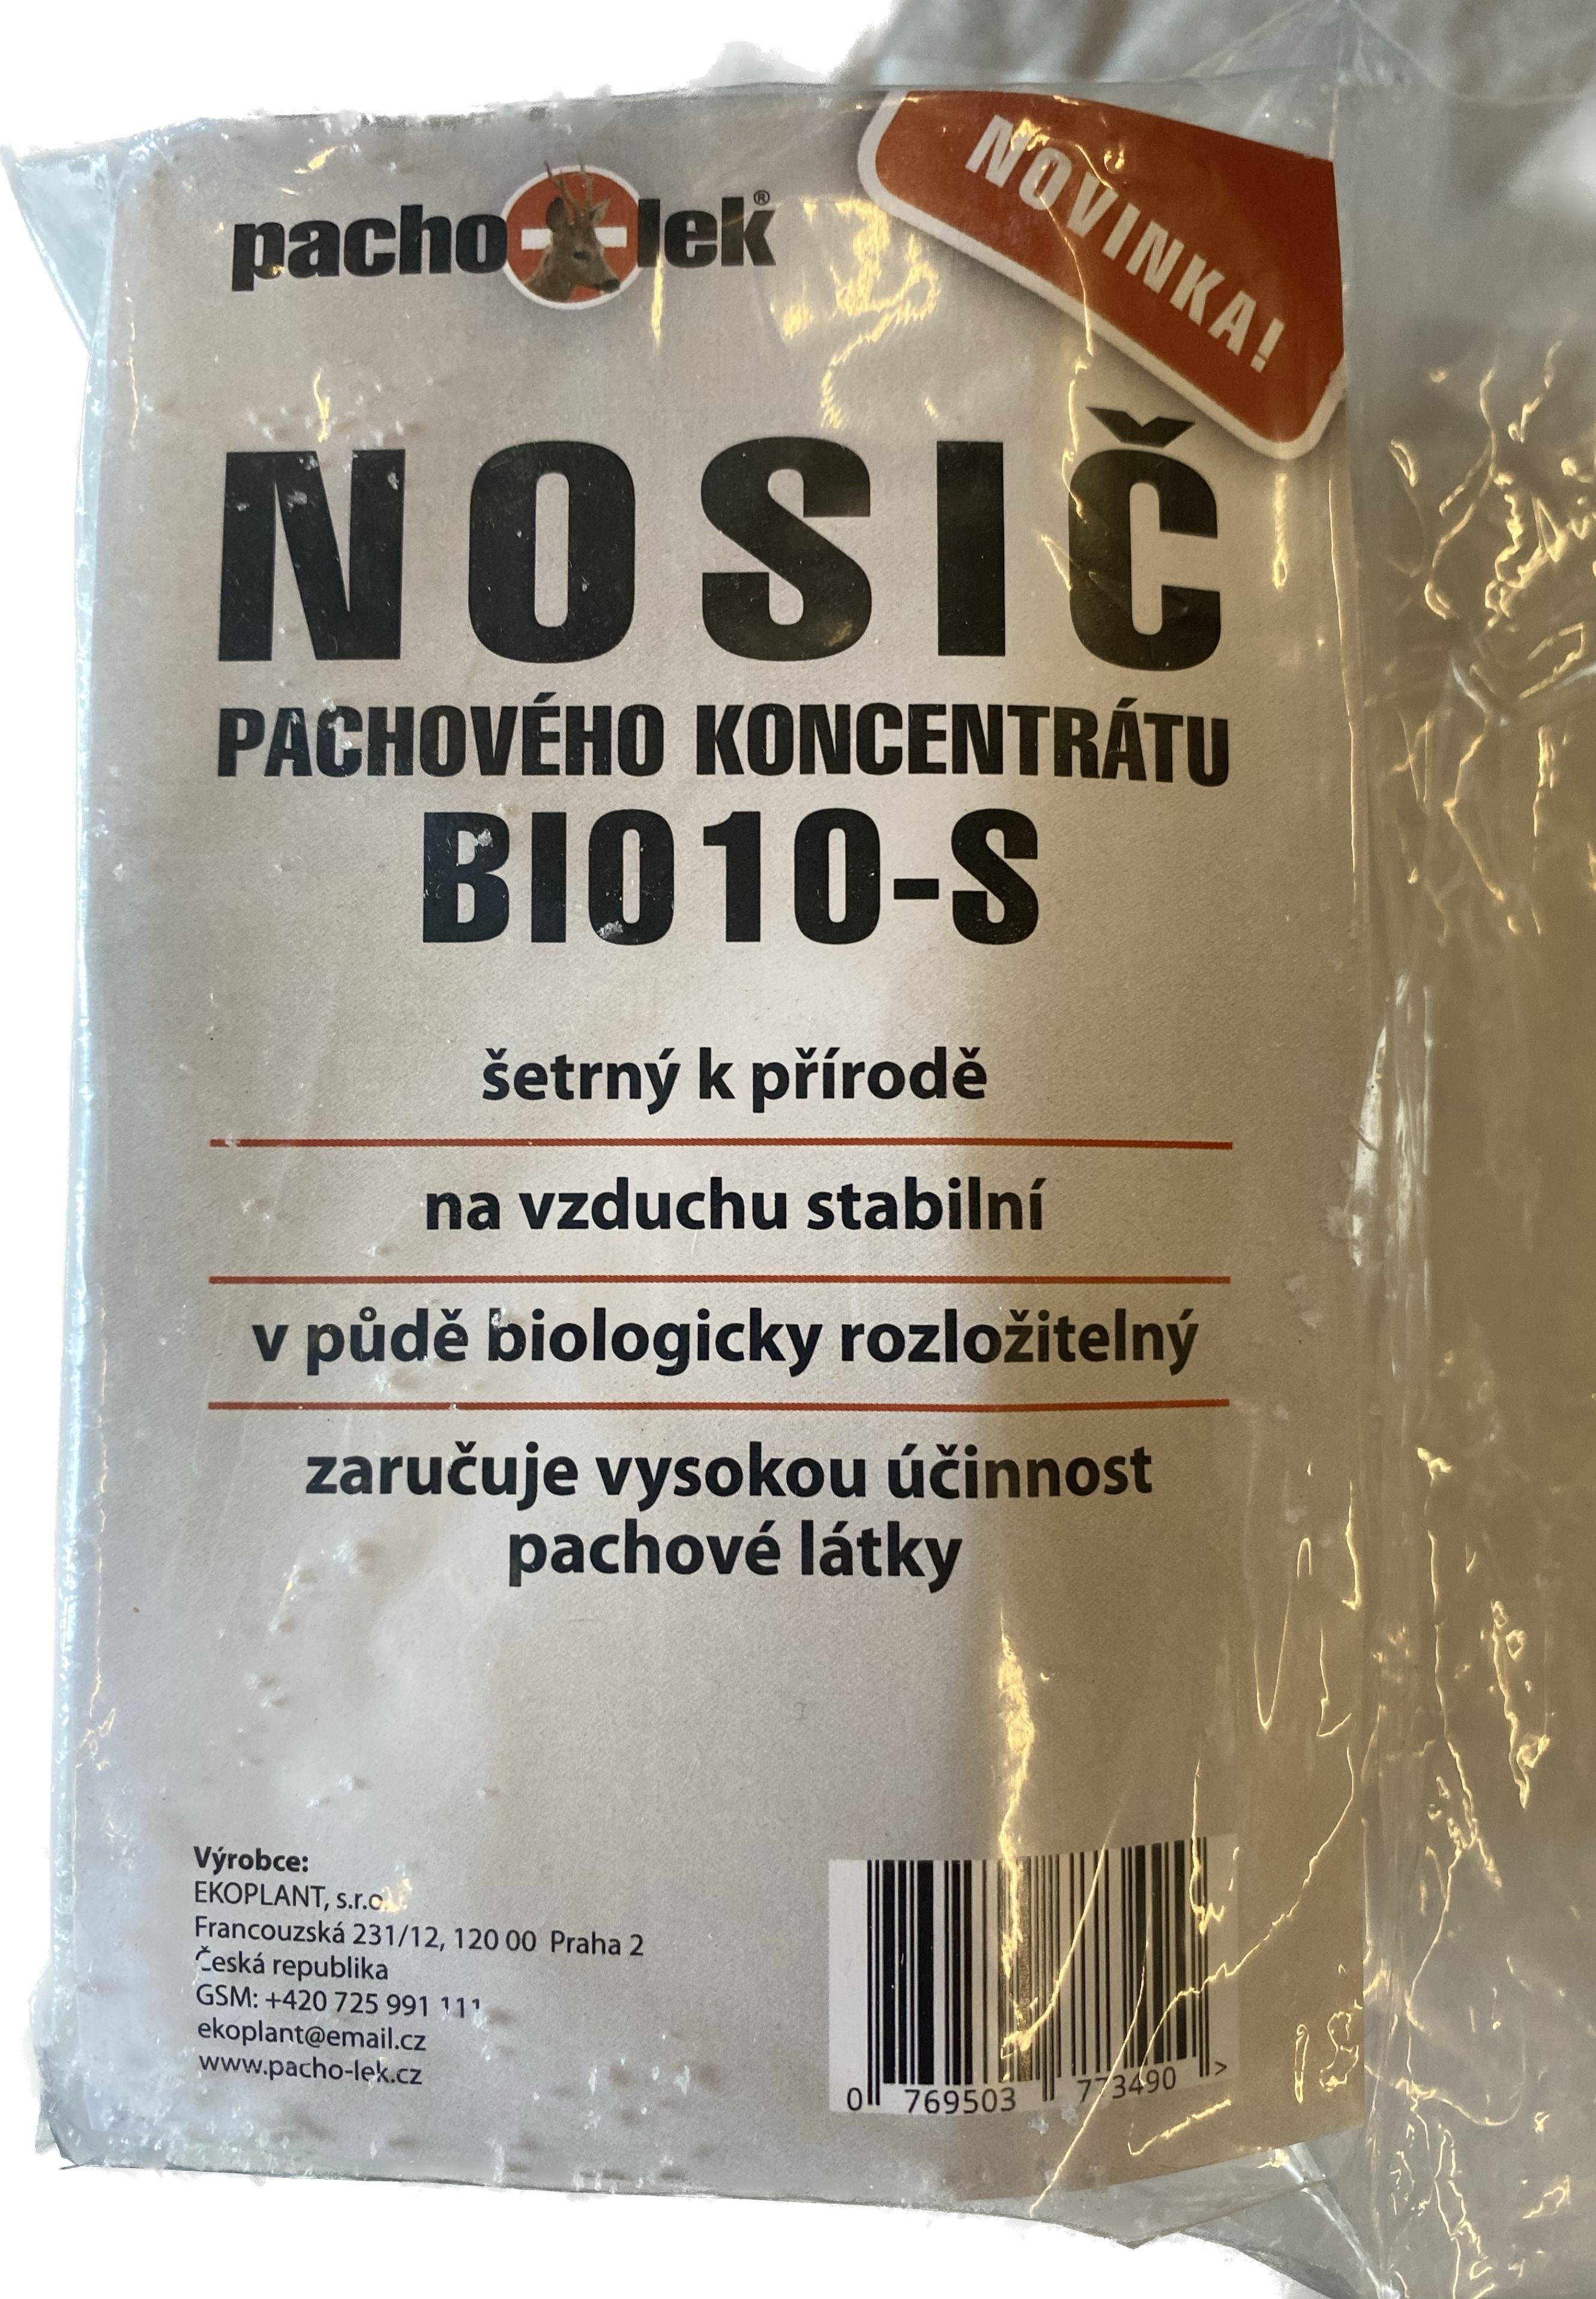 pacholek®
NOVINKA!
NOSIČ
PACHOVÉHO KONCENTRÁTU
BIO10-S
šetrný k přírodě
na vzduchu stabilní
v půdě biologicky rozložitelný
zaručuje vysokou účinnost
pachové látky
Výrobce:
EKOPLANT, s.r.o.
Francouzská 231/12, 120 00 Praha 2
Česká republika
GSM: +420 725 991 111
ekoplant@email.cz
www.pacho-lek.cz
0 769503 773490 >